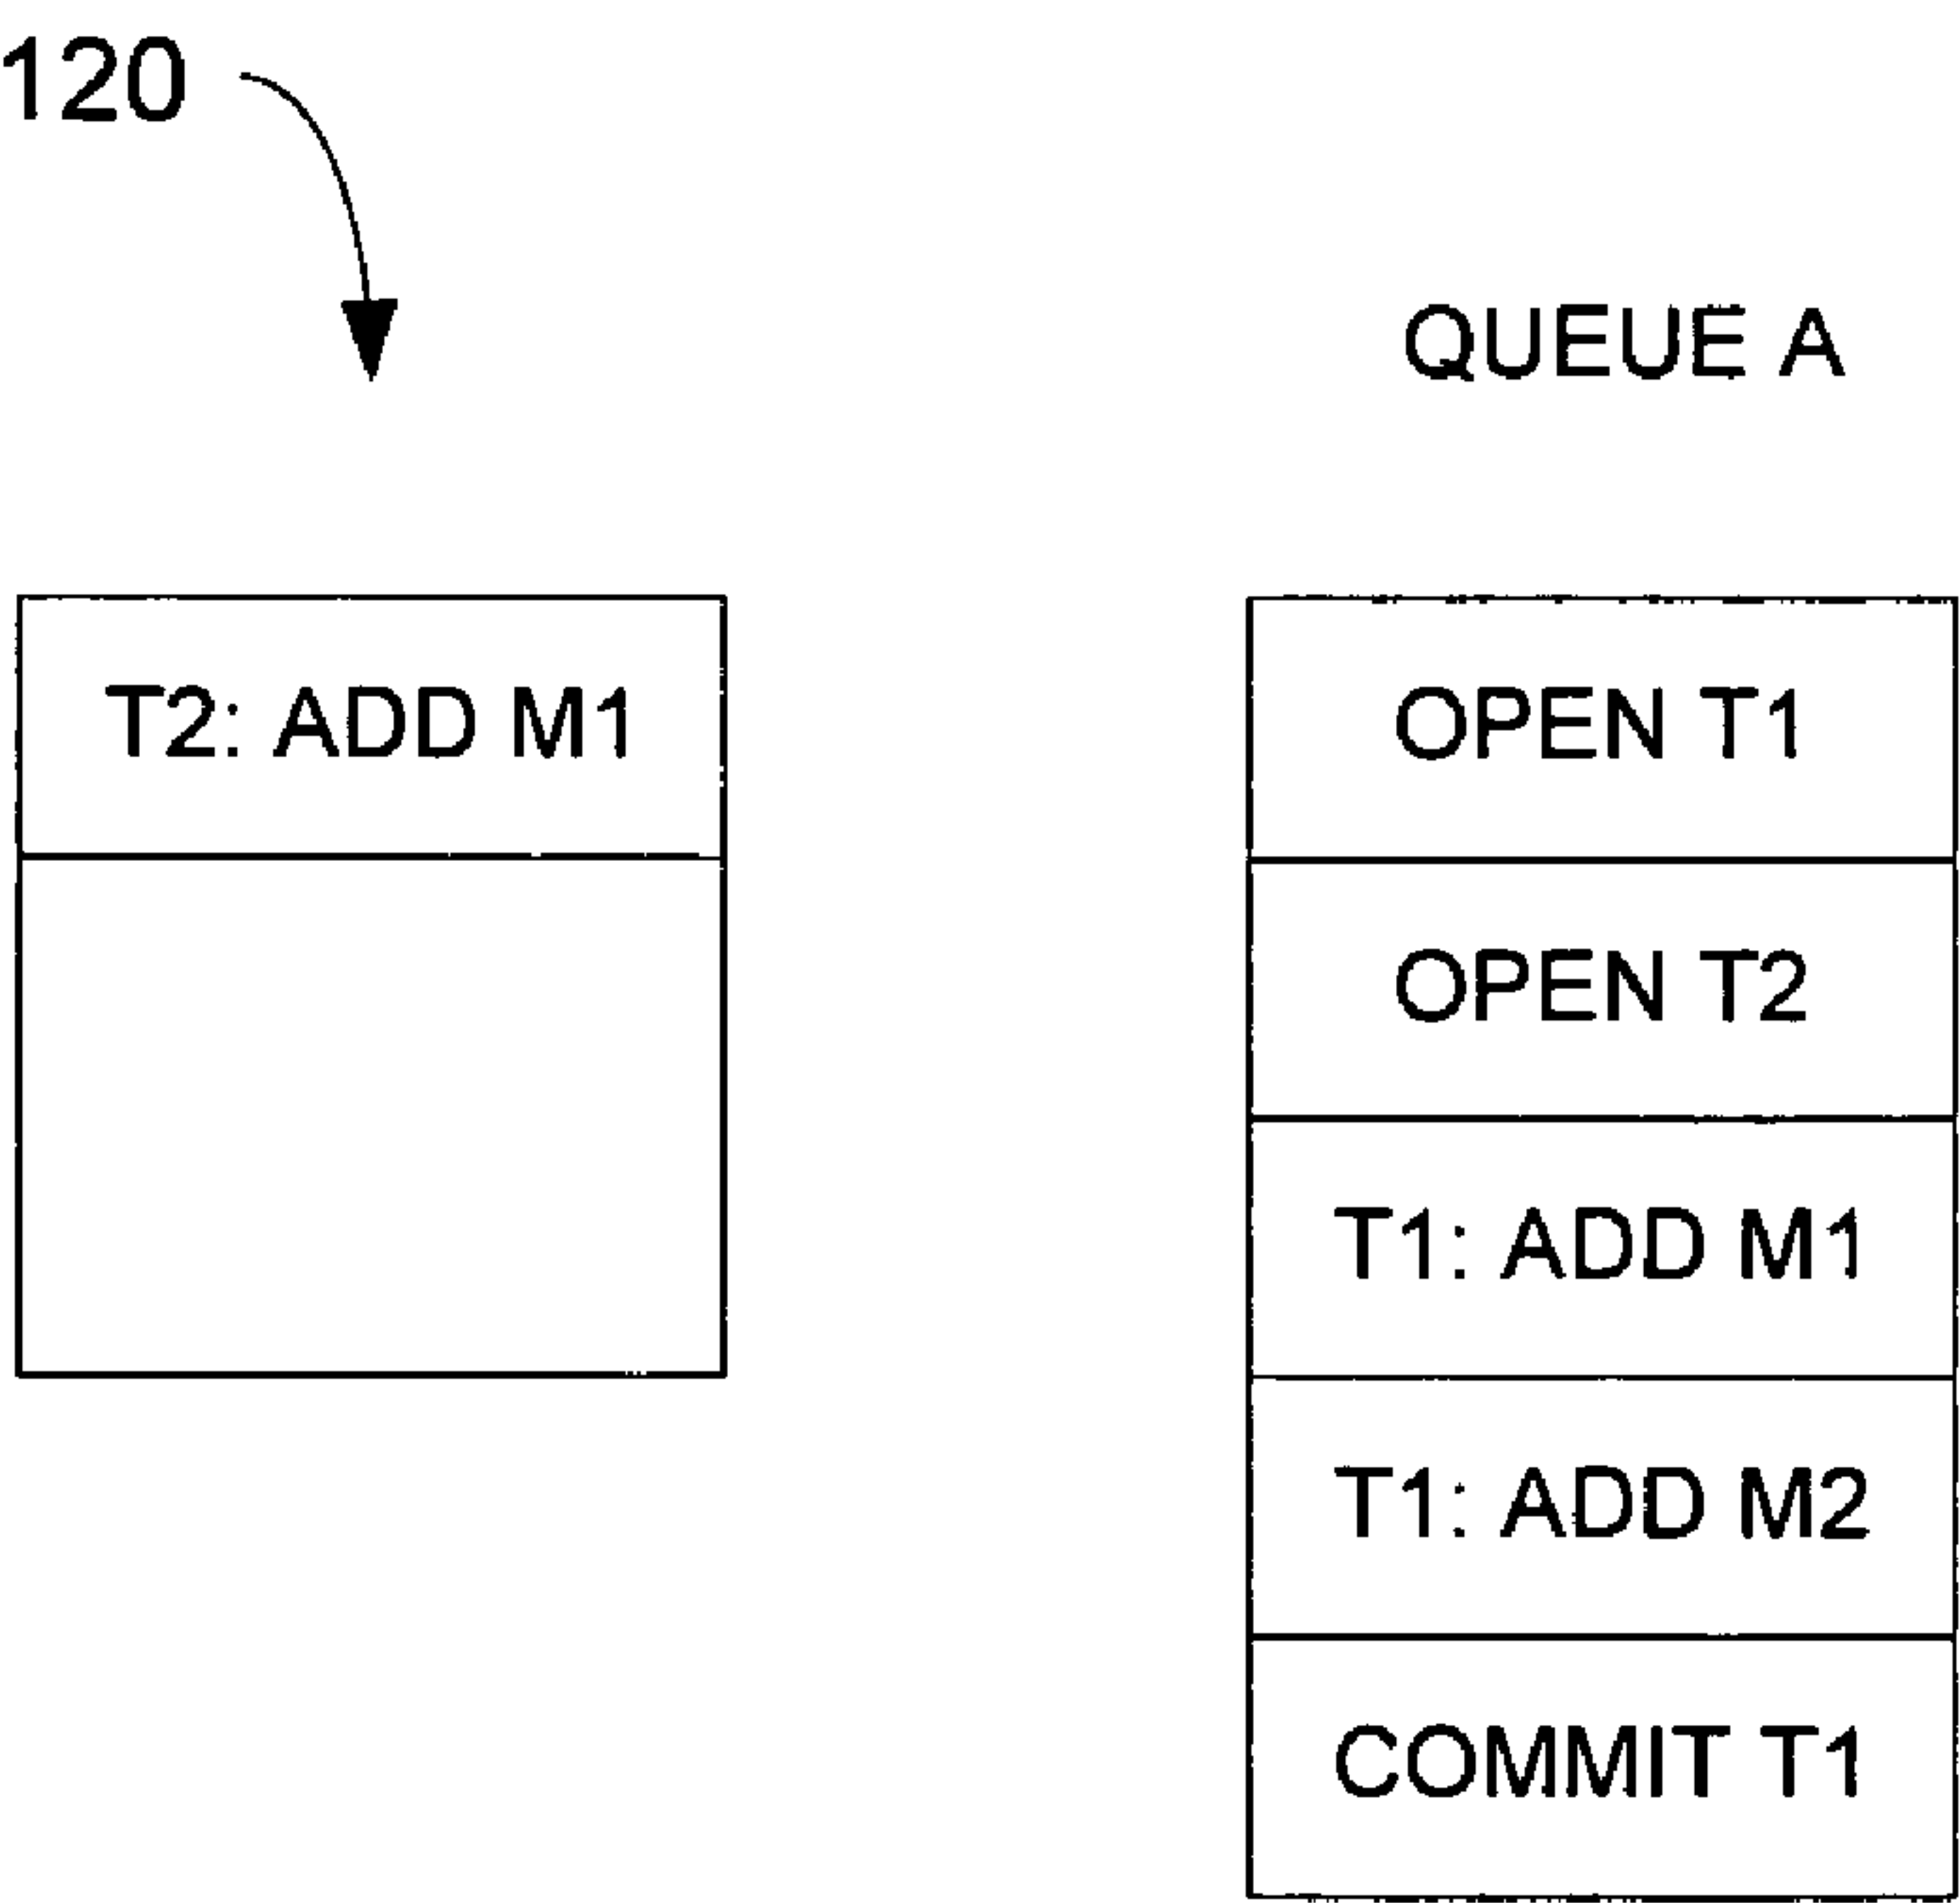 120
QUEUE A
T2: ADD M1
OPEN T1
OPEN T2
T1: ADD M1
T1: ADD M2
COMMIT T1